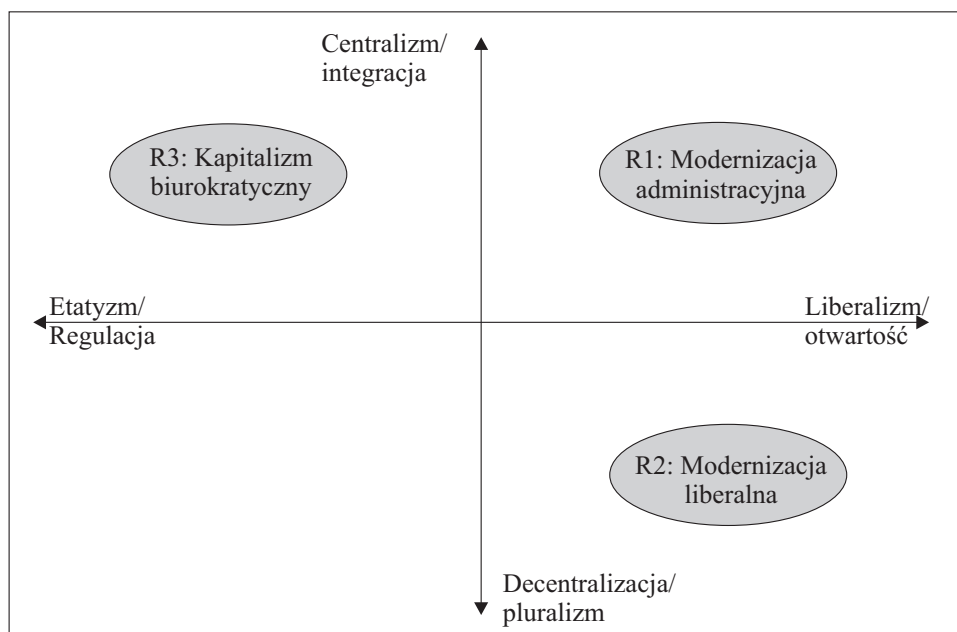 Centralizm/
integracja
R3: Kapitalizm
biurokratyczny
R1: Modernizacja
administracyjna
Etatyzm/
Regulacja
Liberalizm/
otwartość
R2: Modernizacja
liberalna
Decentralizacja/
pluralizm